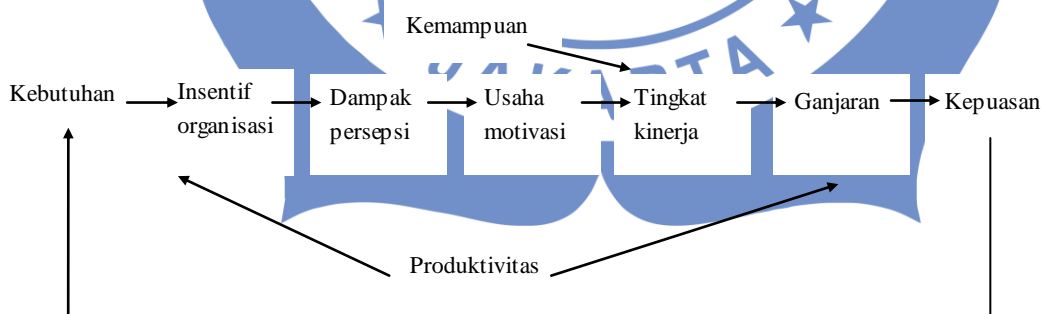 Kemampuan
Kebutuhan
Insentif
organisasi
Dampak
persepsi
Usaha
motivasi
Tingkat
kinerja
Ganjaran
Kepuasan
Produktivitas